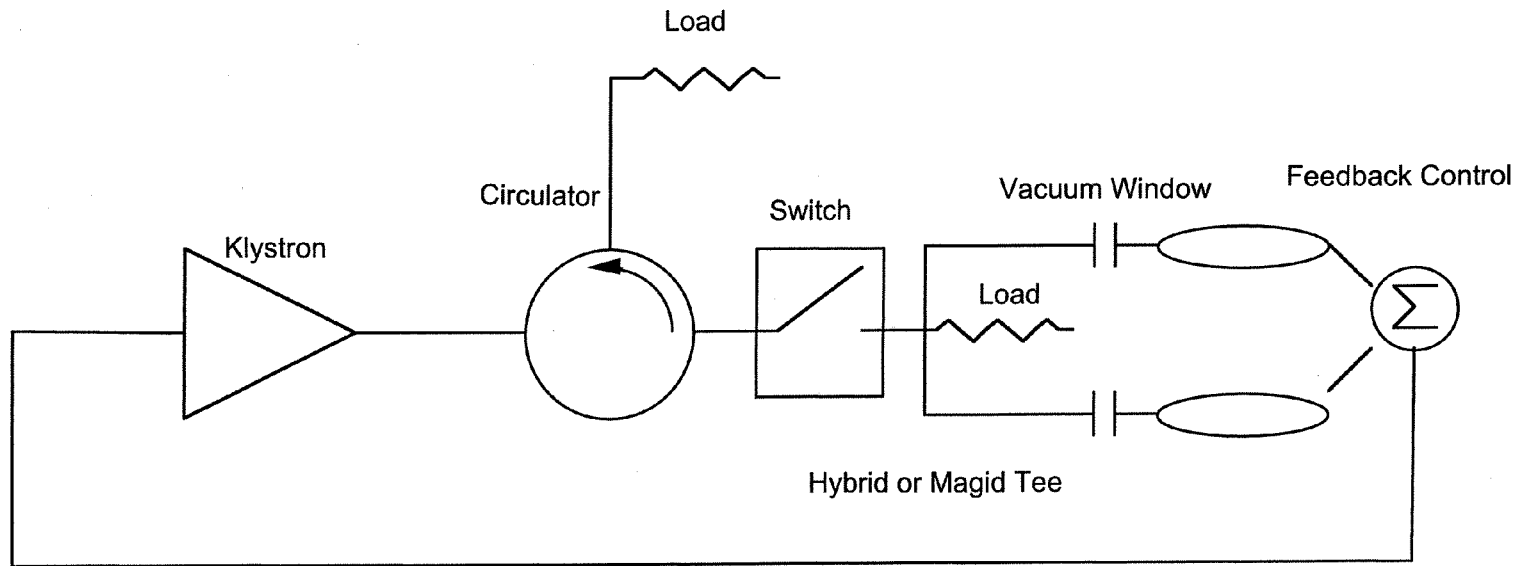 Load
Circulator
Vacuum Window
Feedback Control
Switch
Klystron
Load
Σ
Hybrid or Magid Tee